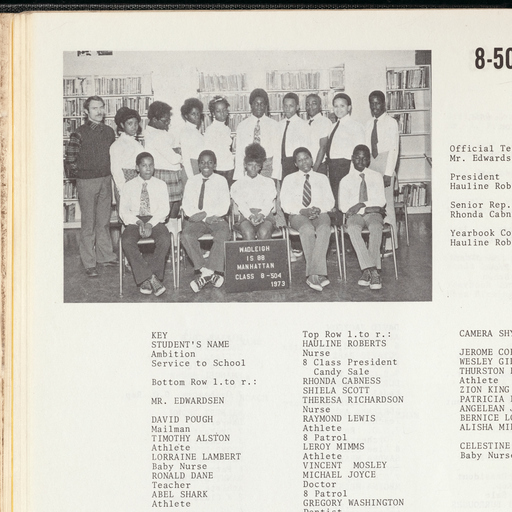 8-50
WADLEIGH
IS 88
MANHATTAN
CLASS 8-504
1973
Official Te
Mr. Edwards
President
Hauline Rob
Senior Rep.
Rhonda Cabn
Yearbook Co
Hauline Rob
KEY
STUDENT'S NAME
Ambition
Service to School
Bottom Row l.to r.:
MR. EDWARDSEN
DAVID POUGH
Mailman
TIMOTHY ALSTON
Athlete
LORRAINE LAMBERT
Baby Nurse
RONALD DANE
Teacher
ABEL SHARK
Athlete
Top Row l.to r.:
HAULINE ROBERTS
Nurse
8 Class President
Candy Sale
RHONDA CABNESS
SHIELA SCOTT
THERESA RICHARDSON
Nurse
RAYMOND LEWIS
Athlete
8 Patrol
LEROY MIMMS
Athlete
VINCENT MOSLEY
MICHAEL JOYCE
Doctor
8 Patrol
GREGORY WASHINGTON
Dentist
CAMERA SHY
JEROME COL
WESLEY GI
THURSTON
Athlete
ZION KING
PATRICIA
ANGELEAN J
BERNICE LO
ALISHA MI
CELESTINE
Baby Nurse